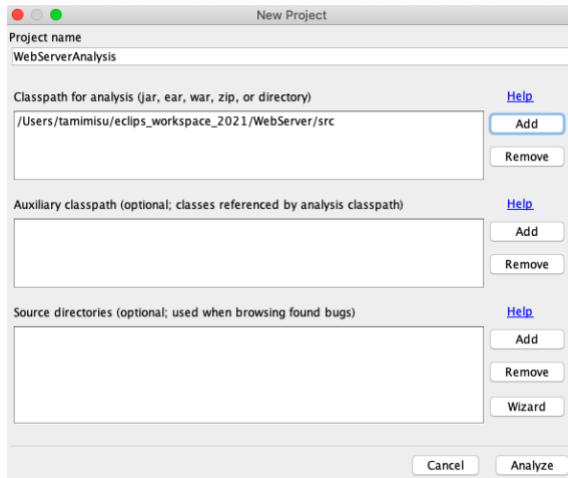 New Project
Project name
WebServerAnalysis
Classpath for analysis (jar, ear, war, zip, or directory)
Help
/Users/tamimisu/eclips_workspace_2021/WebServer/src
Add
Remove
Auxiliary classpath (optional; classes referenced by analysis classpath)
Help
Add
Remove
Source directories (optional; used when browsing found bugs)
Help
Add
Remove
Wizard
Cancel
Analyze